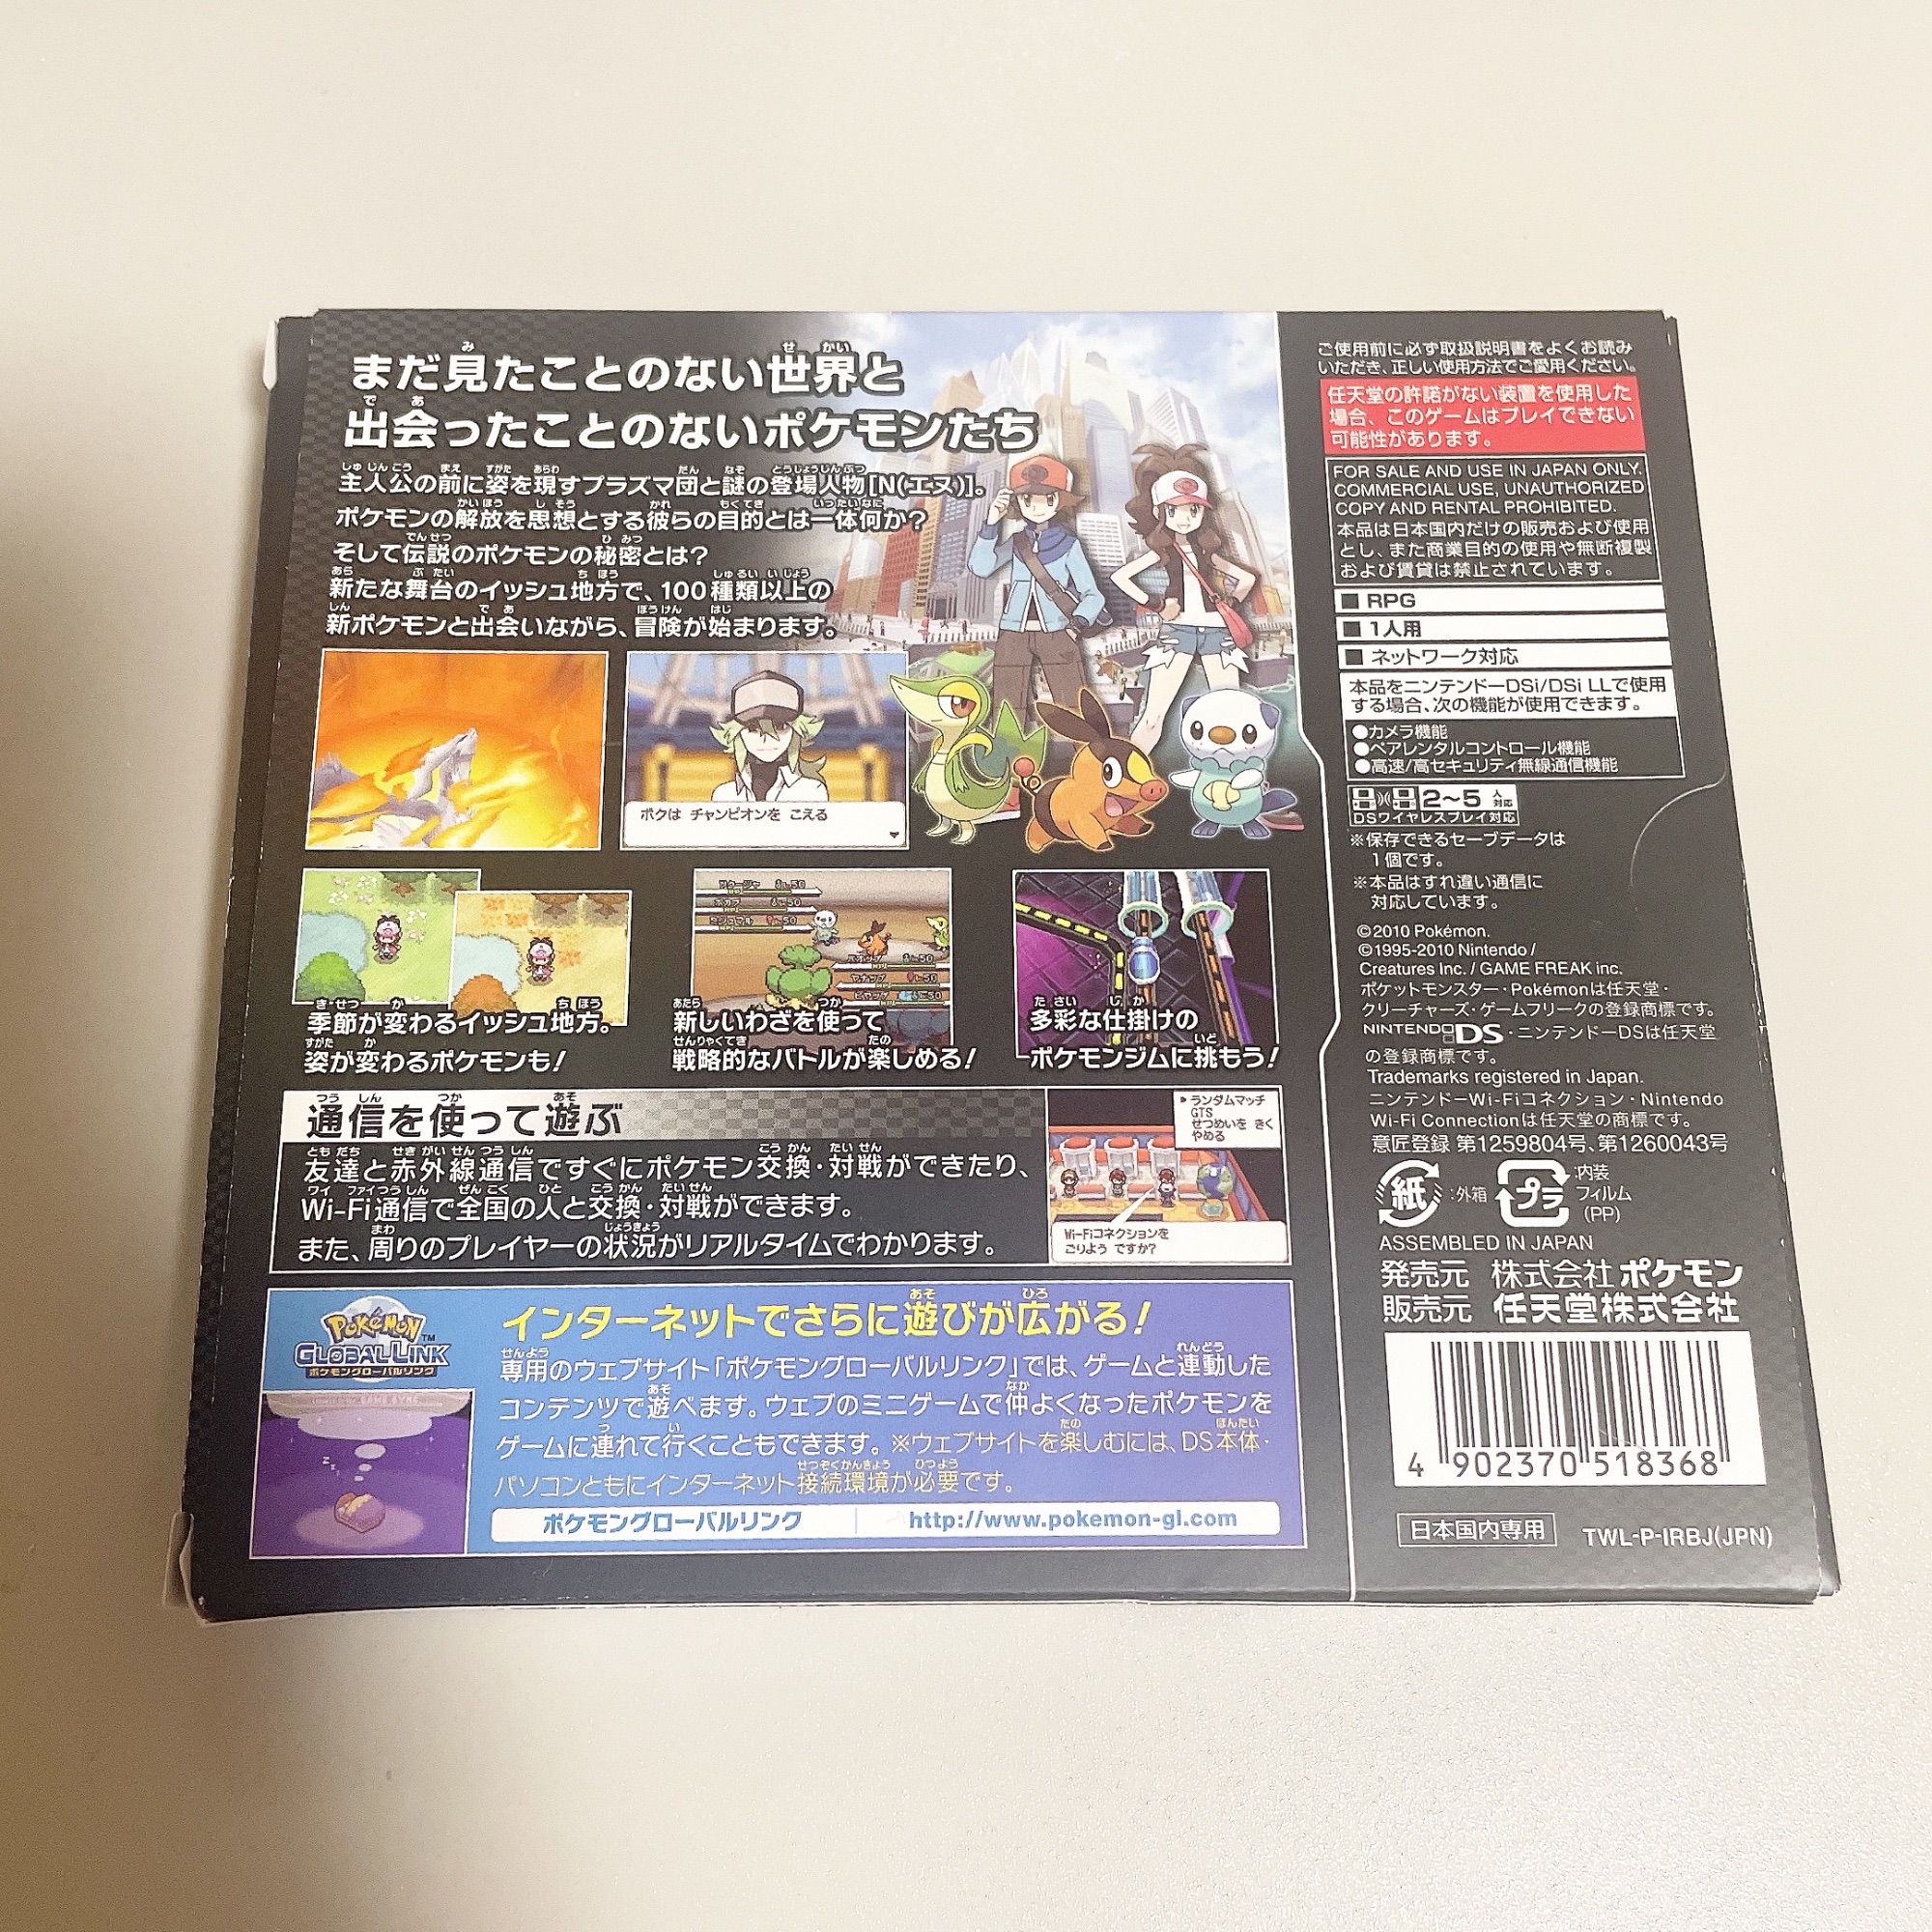 まだ見たことのない世界と
出会ったことのないポケモンたち
主人公の前に姿を現すプラズマ団と謎の登場人物[N(エヌ)]。
ポケモンの解放を思想とする彼らの目的とは一体何か?
そして伝説のポケモンの秘密とは?
新たな舞台のイッシュ地方で、100種類以上の
新ポケモンと出会いながら、冒険が始まります。
ボクは チャンピオンを こえる
季節が変わるイッシュ地方。
姿が変わるポケモンも!
新しいわざを使って
戦略的なバトルが楽しめる!
多彩な仕掛けの
ポケモンジムに挑もう!
通信を使って遊ぶ
友達と赤外線通信ですぐにポケモン交換・対戦ができたり、
Wi-Fi通信で全国の人と交換・対戦ができます。
また、周りのプレイヤーの状況がリアルタイムでわかります。
ランダムマッチ
GTS
せつめいを きく
やめる
Wi-Fiコネクションを
ごりよう ですか?
POKéMON
GLOBAL LINK
ポケモングローバルリンク
インターネットでさらに遊びが広がる!
専用のウェブサイト「ポケモングローバルリンク」では、ゲームと連動した
コンテンツで遊べます。ウェブのミニゲームで仲よくなったポケモンを
ゲームに連れて行くこともできます。※ウェブサイトを楽しむには、DS本体・
パソコンともにインターネット接続環境が必要です。
ポケモングローバルリンク http://www.pokemon-gl.com
ご使用前に必ず取扱説明書をよくお読み
いただき、正しい使用方法でご愛用ください。
任天堂の許諾がない装置を使用した
場合、このゲームはプレイできない
可能性があります。
FOR SALE AND USE IN JAPAN ONLY.
COMMERCIAL USE, UNAUTHORIZED
COPY AND RENTAL PROHIBITED.
本品は日本国内だけの販売および使用
とし、また商業目的の使用や無断複製
および賃貸は禁止されています。
■ RPG
■ 1人用
■ ネットワーク対応
本品をニンテンドーDSi/DSi LLで使用
する場合、次の機能が使用できます。
●カメラ機能
●ペアレンタルコントロール機能
●高速/高セキュリティ無線通信機能
2〜5人対応
DSワイヤレスプレイ対応
※保存できるセーブデータは
1個です。
※本品はすれ違い通信に
対応しています。
©2010 Pokémon.
©1995-2010 Nintendo /
Creatures Inc. / GAME FREAK inc.
ポケットモンスター・Pokémonは任天堂・
クリーチャーズ・ゲームフリークの登録商標です。
NINTENDO DS・ニンテンドーDSは任天堂
の登録商標です。
Trademarks registered in Japan.
ニンテンドーWi-Fiコネクション・Nintendo
Wi-Fi Connectionは任天堂の商標です。
意匠登録 第1259804号、第1260043号
紙 :外箱 プラ :内装
フィルム
(PP)
ASSEMBLED IN JAPAN
発売元 株式会社 ポケモン
販売元 任天堂株式会社
4 902370 518368
日本国内専用 TWL-P-IRBJ(JPN)